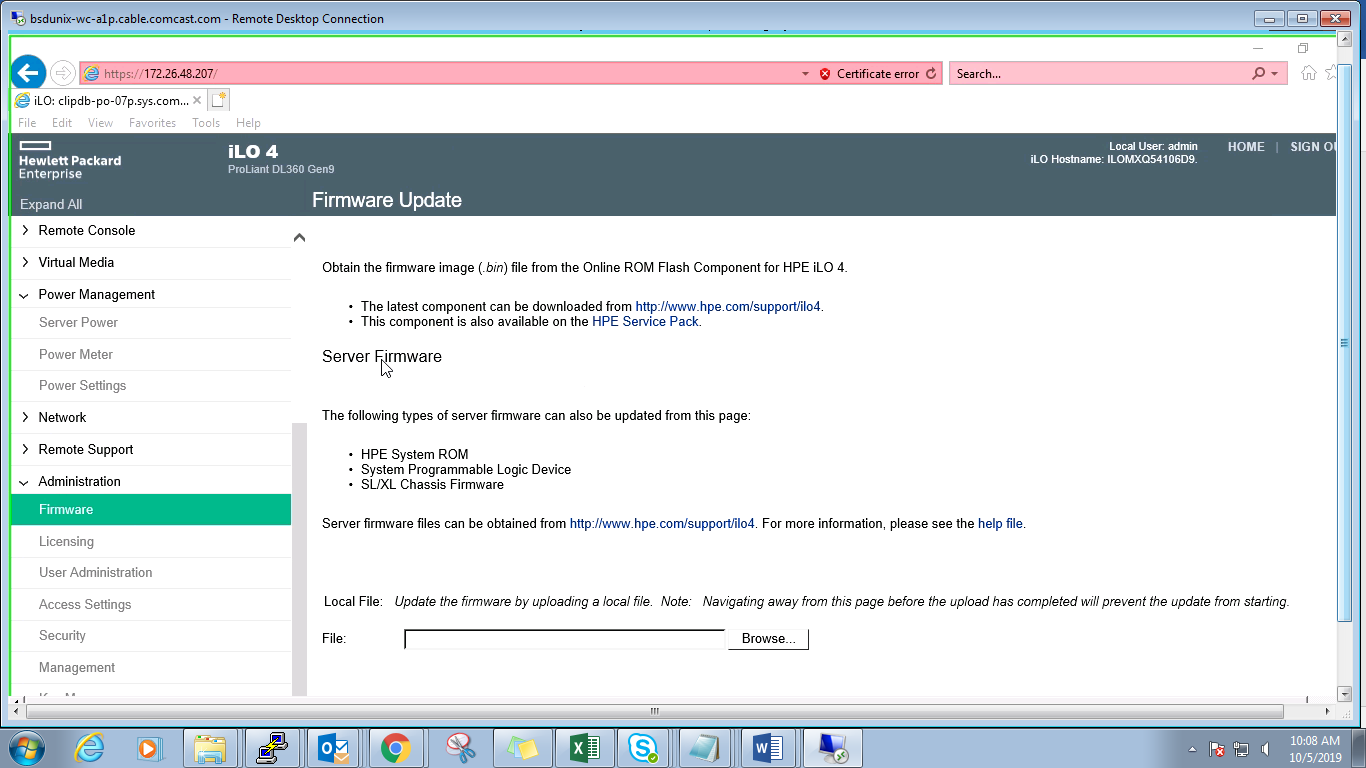 bsdunix-wc-a1p.cable.comcast.com - Remote Desktop Connection
https://172.26.48.207/
Certificate error
Search...
iLO: clipdb-po-07p.sys.com...
File Edit View Favorites Tools Help
Hewlett Packard
Enterprise
iLO 4
ProLiant DL360 Gen9
Local User: admin
iLO Hostname: ILOMXQ54106D9.
HOME | SIGN OU
Expand All
Firmware Update
Remote Console
Virtual Media
Power Management
Server Power
Power Meter
Power Settings
Network
Remote Support
Administration
Firmware
Licensing
User Administration
Access Settings
Security
Management
Obtain the firmware image (.bin) file from the Online ROM Flash Component for HPE iLO 4.
• The latest component can be downloaded from http://www.hpe.com/support/ilo4.
• This component is also available on the HPE Service Pack.
Server Firmware
The following types of server firmware can also be updated from this page:
• HPE System ROM
• System Programmable Logic Device
• SL/XL Chassis Firmware
Server firmware files can be obtained from http://www.hpe.com/support/ilo4. For more information, please see the help file.
Local File: Update the firmware by uploading a local file. Note: Navigating away from this page before the upload has completed will prevent the update from starting.
File:
Browse...
10:08 AM
10/5/2019